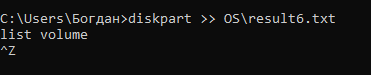 C:\Users\Богдан>diskpart >> OS\result6.txt
list volume
^Z